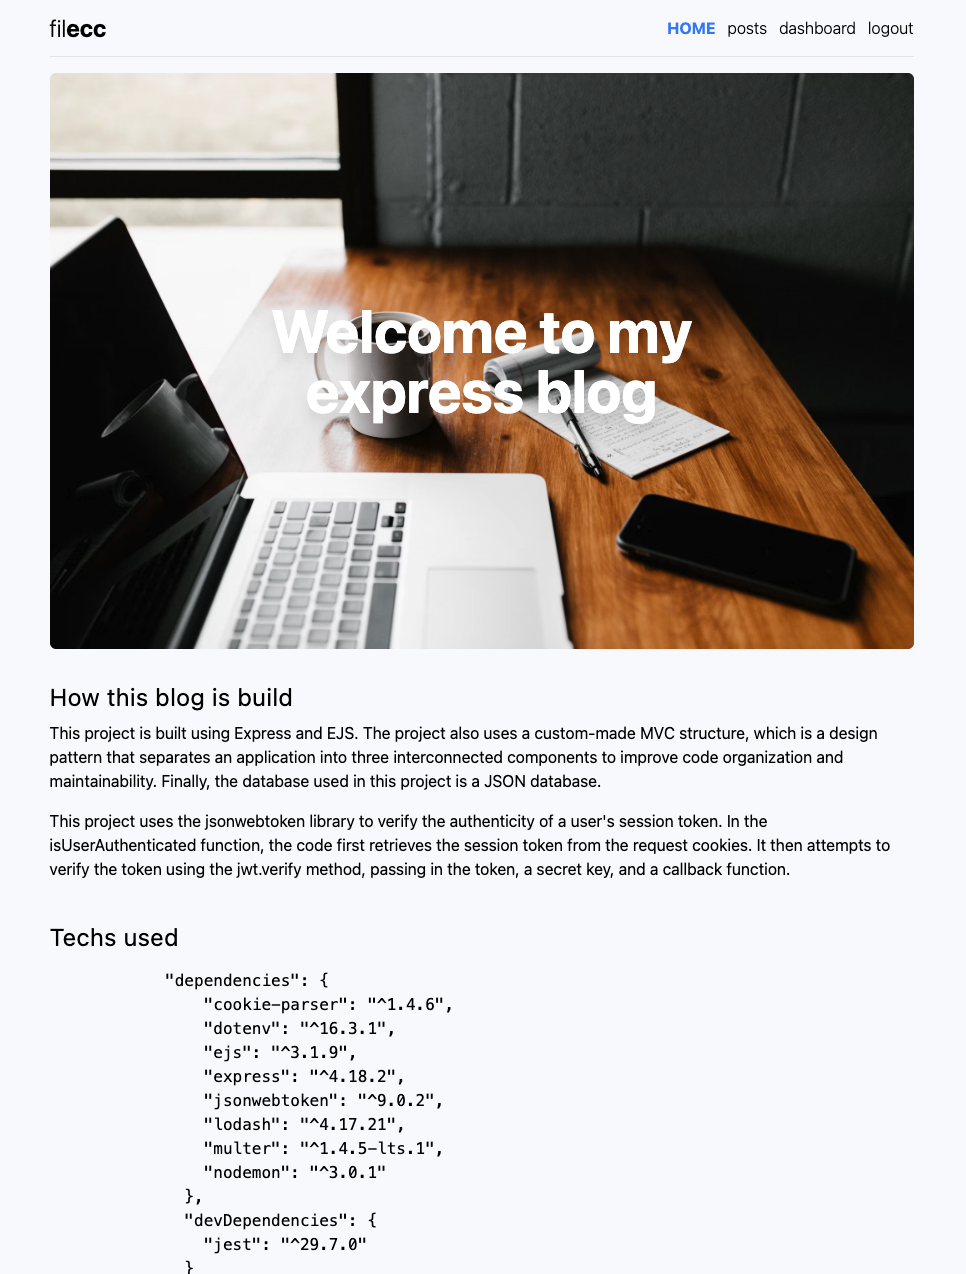 filecc
HOME posts dashboard logout
Welcome to my
express blog
How this blog is build
This project is built using Express and EJS. The project also uses a custom-made MVC structure, which is a design
pattern that separates an application into three interconnected components to improve code organization and
maintainability. Finally, the database used in this project is a JSON database.
This project uses the jsonwebtoken library to verify the authenticity of a user's session token. In the
isUserAuthenticated function, the code first retrieves the session token from the request cookies. It then attempts to
verify the token using the jwt.verify method, passing in the token, a secret key, and a callback function.
Techs used
"dependencies": {
"cookie-parser": "^1.4.6",
"dotenv": "^16.3.1",
"ejs": "^3.1.9",
"express": "^4.18.2",
"jsonwebtoken": "^9.0.2",
"lodash": "^4.17.21",
"multer": "^1.4.5-lts.1",
"nodemon": "^3.0.1"
},
"devDependencies": {
"jest": "^29.7.0"
}